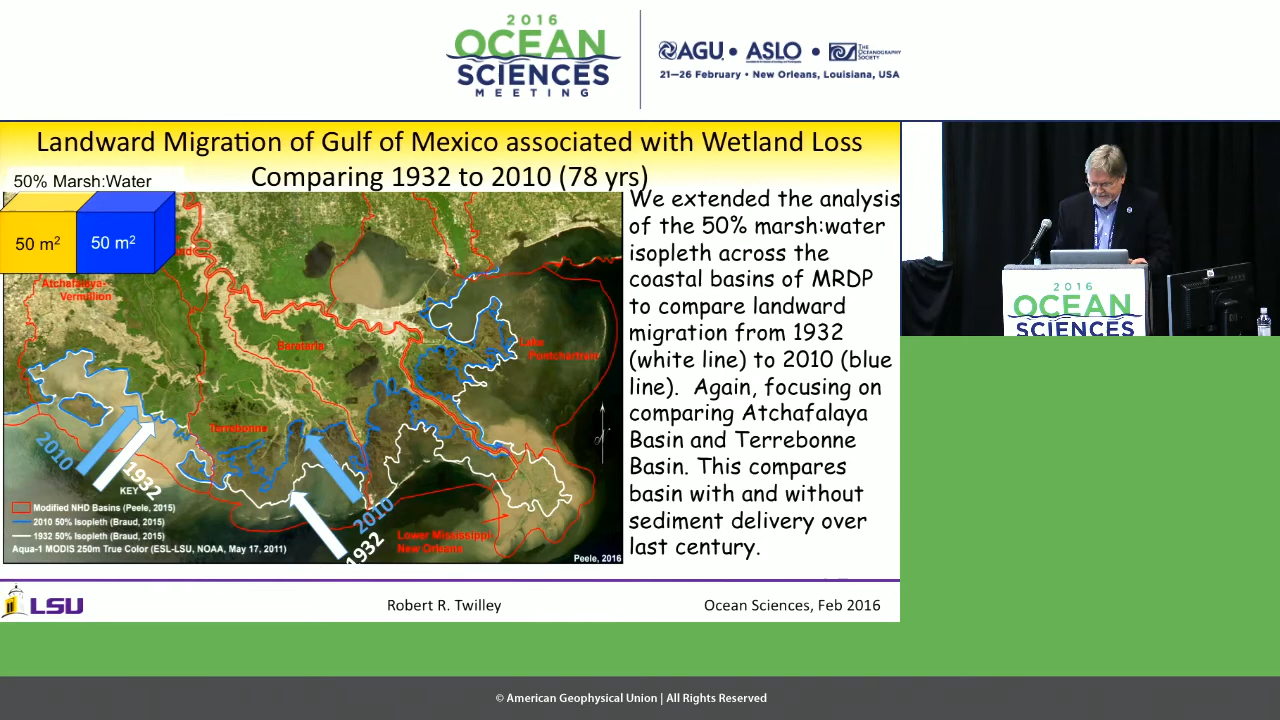 2016
OCEAN
SCIENCES
MEETING
AGU • ASLO • THE OCEANOGRAPHY SOCIETY
21—26 February • New Orleans, Louisiana, USA
Landward Migration of Gulf of Mexico associated with Wetland Loss
Comparing 1932 to 2010 (78 yrs)
50% Marsh:Water
50 m²
50 m²
Atchafalaya-
Vermillion
Barataria
Lake
Pontchartrain
Terrebonne
2010
1932
2010
1932
Lower Mississippi
New Orleans
KEY
Modified NHD Basins (Peele, 2015)
2010 50% Isopleth (Braud, 2015)
1932 50% Isopleth (Braud, 2015)
Aqua-1 MODIS 250m True Color (ESL-LSU, NOAA, May 17, 2011)
Peele, 2016
We extended the analysis
of the 50% marsh:water
isopleth across the
coastal basins of MRDP
to compare landward
migration from 1932
(white line) to 2010 (blue
line). Again, focusing on
comparing Atchafalaya
Basin and Terrebonne
Basin. This compares
basin with and without
sediment delivery over
last century.
2016
OCEAN
SCIENCES
LSU
Robert R. Twilley
Ocean Sciences, Feb 2016
© American Geophysical Union | All Rights Reserved